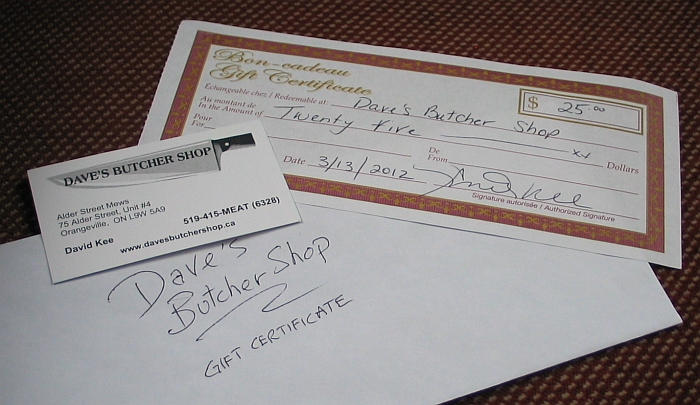 Bon-cadeau
Gift Certificate
$ 25.00
Echangeable chez / Redeemable at: Dave's Butcher Shop
Au montant de
In the Amount of Twenty Five xx Dollars
Pour
For
De
From
Date 3/13/2012
Signature autorisée / Authorized Signature
DAVE'S BUTCHER SHOP
Alder Street Mews
75 Alder Street, Unit #4
Orangeville, ON L9W 5A9
519-415-MEAT (6328)
David Kee
www.davesbutchershop.ca
Dave's
Butcher Shop
GIFT CERTIFICATE